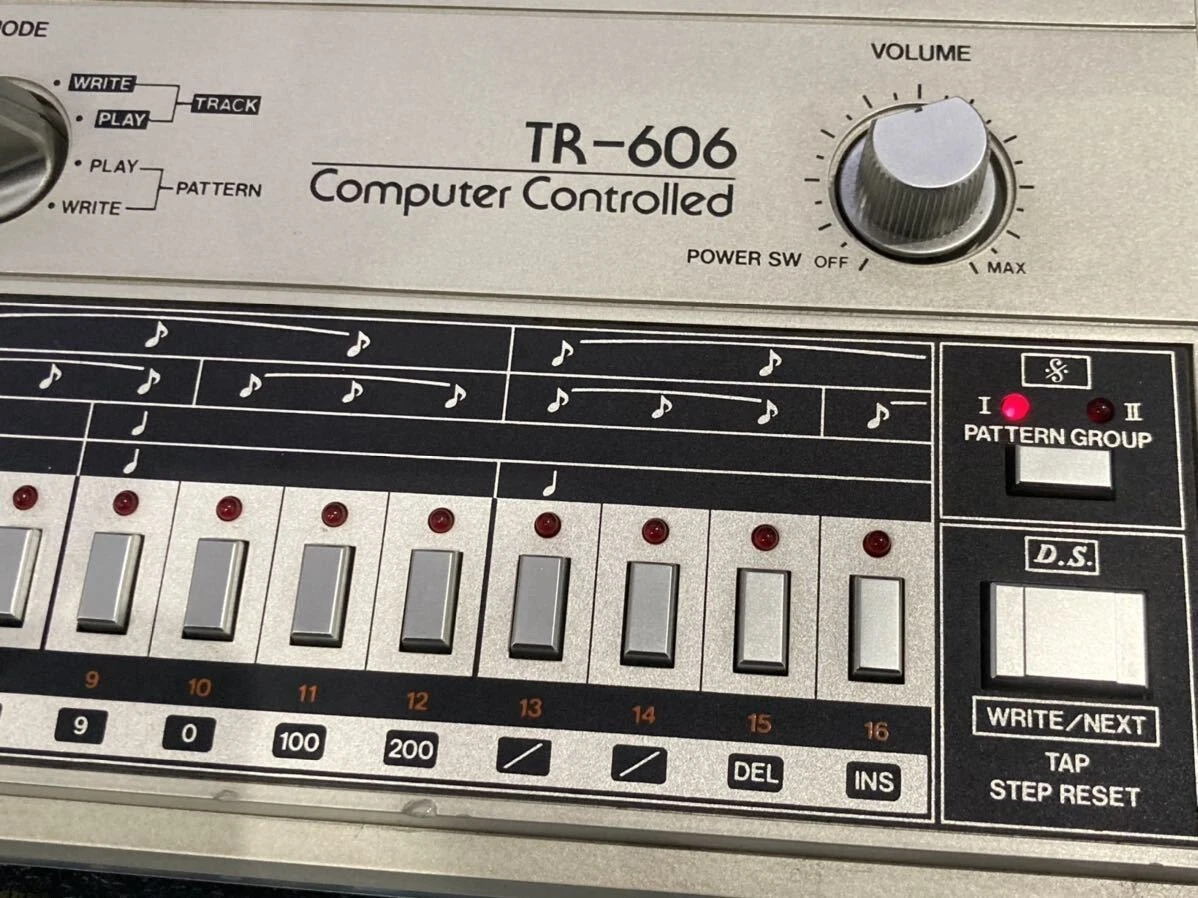 VOLUME
WRITE
TRACK
PLAY
PLAY
PATTERN
WRITE
TR-606
Computer Controlled
POWER SW OFF
MAX
I II
PATTERN GROUP
D.S.
9 10 11 12 13 14 15 16
9 0 100 200 / / DEL INS
WRITE/NEXT
TAP
STEP RESET